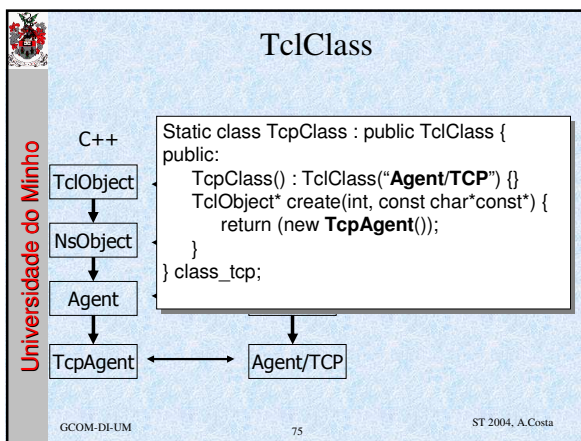 TclClass
Universidade do Minho
C++
Static class TcpClass : public TclClass {
public:
TcpClass() : TclClass(“Agent/TCP”) {}
TclObject* create(int, const char*const*) {
return (new TcpAgent());
}
} class_tcp;
TclObject
NsObject
Agent
TcpAgent
Agent/TCP
GCOM-DI-UM
75
ST 2004, A.Costa